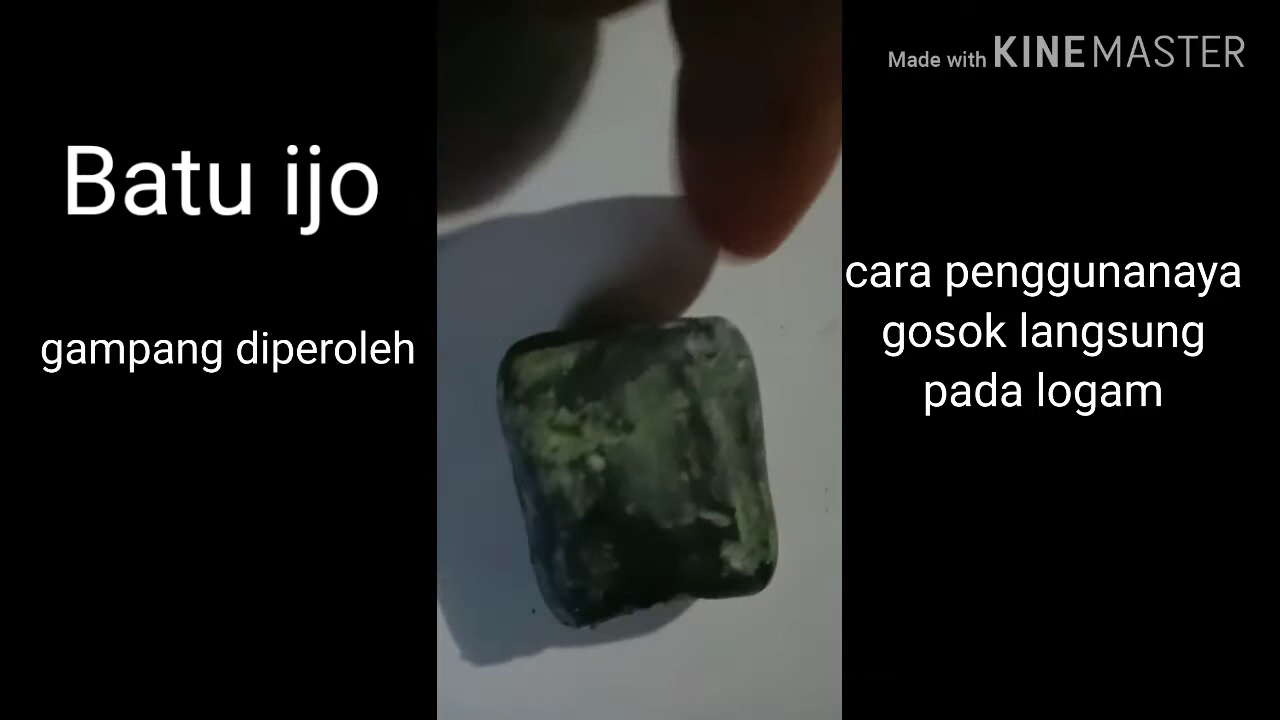 Made with KINEMASTER
Batu ijo
gampang diperoleh
cara penggunanaya
gosok langsung
pada logam